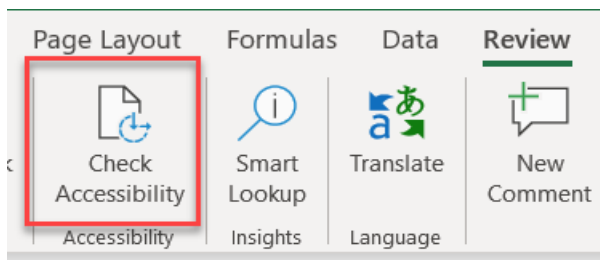 Page Layout Formulas Data Review
Check Accessibility
Smart Lookup
Translate
New Comment
Accessibility Insights Language